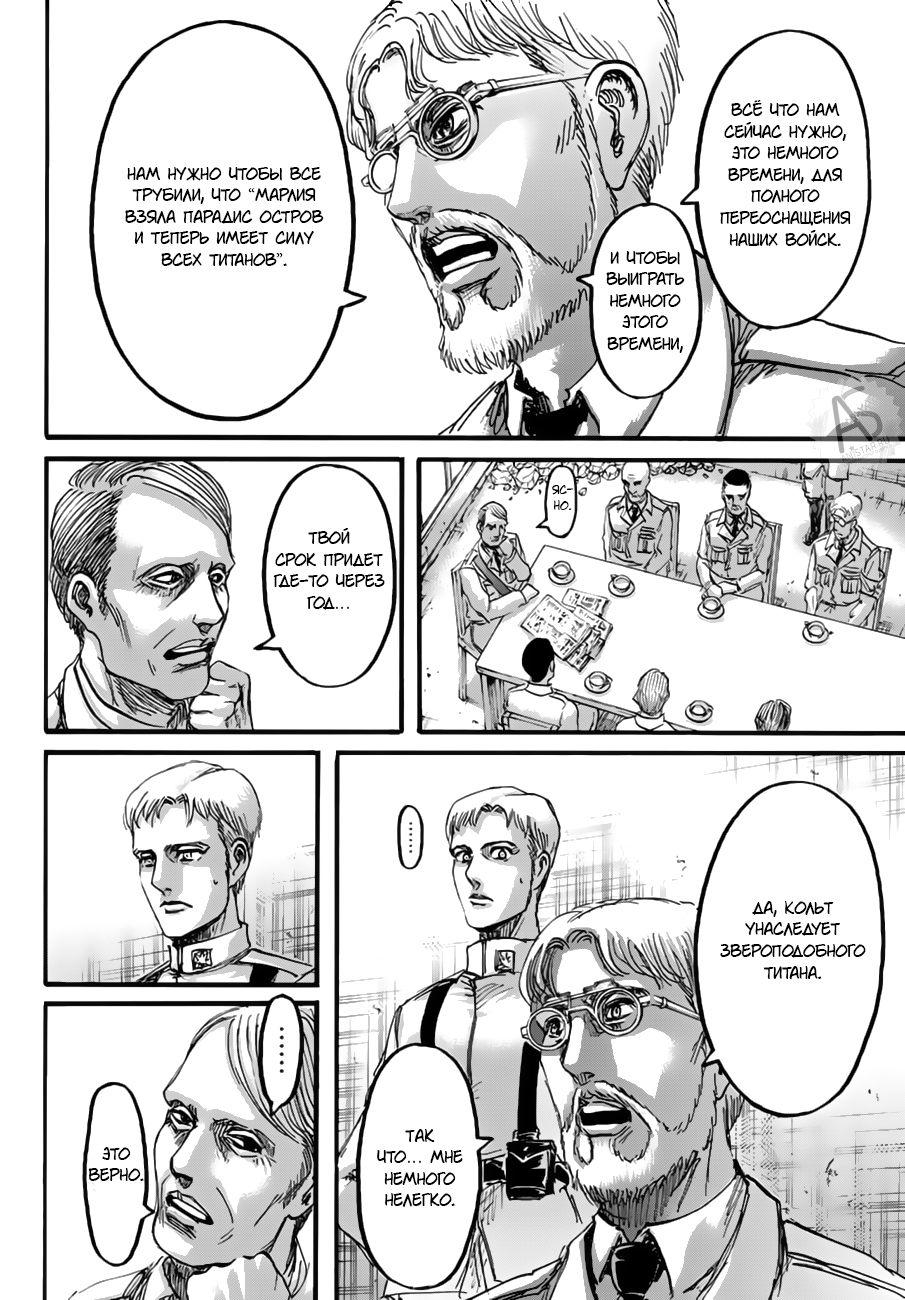 ВСЁ ЧТО НАМ
СЕЙЧАС НУЖНО,
ЭТО НЕМНОГО
ВРЕМЕНИ, ДЛЯ
ПОЛНОГО
ПЕРЕОСНАЩЕНИЯ
НАШИХ ВОЙСК.
И ЧТОБЫ
ВЫИГРАТЬ
НЕМНОГО
ЭТОГО
ВРЕМЕНИ,
НАМ НУЖНО ЧТОБЫ ВСЕ
ТРУБИЛИ, ЧТО "МАРЛИЯ
ВЗЯЛА ПАРАДИС ОСТРОВ
И ТЕПЕРЬ ИМЕЕТ СИЛУ
ВСЕХ ТИТАНОВ".
ЯС-
НО.
ТВОЙ
СРОК ПРИДЕТ
ГДЕ-ТО ЧЕРЕЗ
ГОД...
......
ДА, КОЛЬТ
УНАСЛЕДУЕТ
ЗВЕРОПОДОБНОГО
ТИТАНА.
ТАК
ЧТО... МНЕ
НЕМНОГО
НЕЛЕГКО.
......
ЭТО
ВЕРНО.